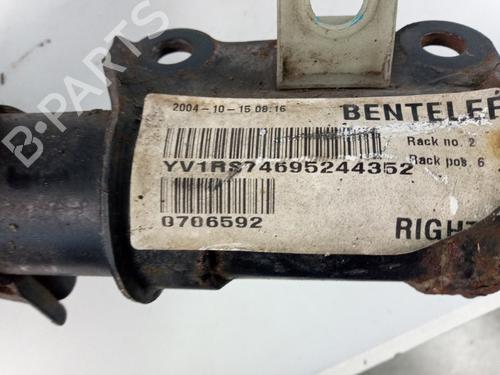 2004-10-15 08:16
BENTELER
Rack no. 2
Rack pos. 6
YV1RS74695244352
0706592
RIGHT
B-PARTS